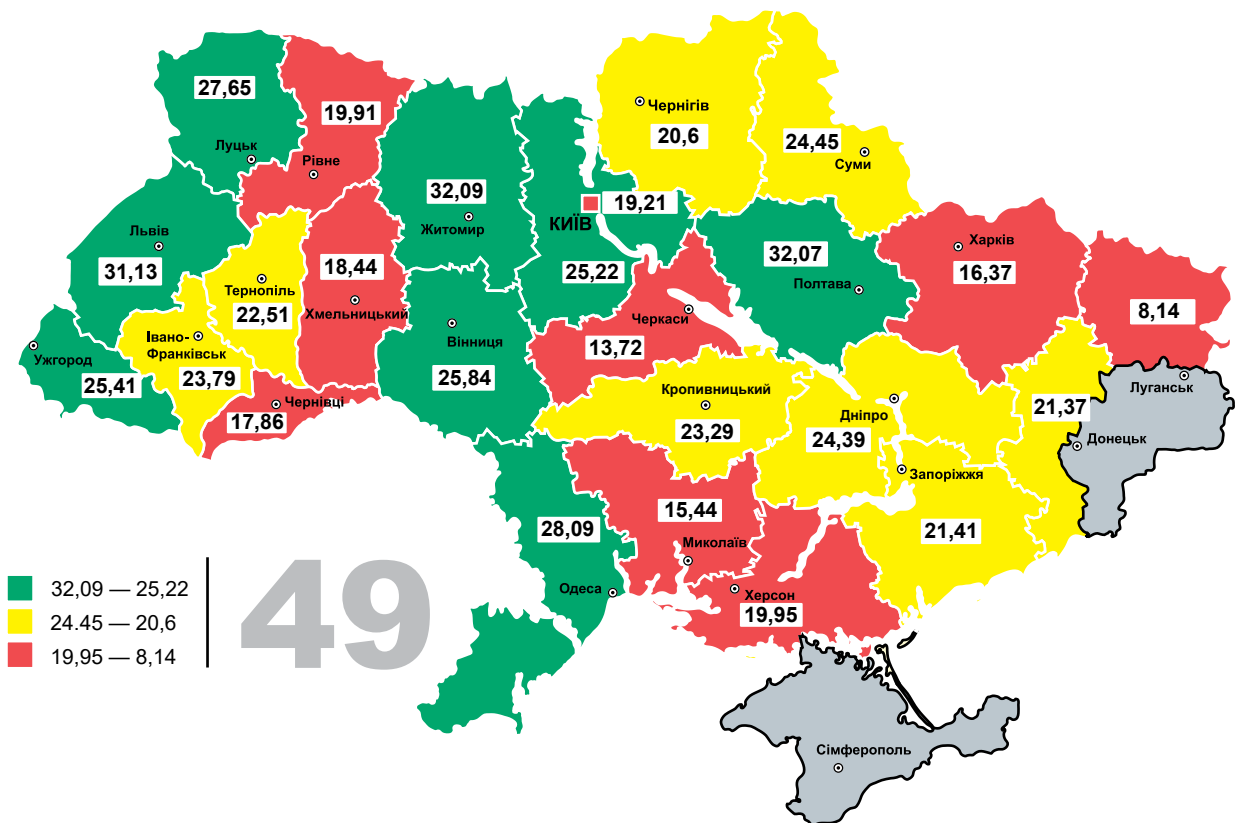 27,65
Луцьк
19,91
Рівне
32,09
Житомир
КИЇВ
19,21
25,22
Чернігів
20,6
24,45
Суми
Львів
31,13
Тернопіль
22,51
18,44
Хмельницький
Ужгород
25,41
Івано-
Франківськ
23,79
Чернівці
17,86
Вінниця
25,84
Черкаси
13,72
32,07
Полтава
Харків
16,37
8,14
Луганськ
Кропивницький
23,29
Дніпро
24,39
21,37
Донецьк
Запоріжжя
21,41
28,09
Одеса
15,44
Миколаїв
Херсон
19,95
Сімферополь
32,09 — 25,22
24.45 — 20,6
19,95 — 8,14
49